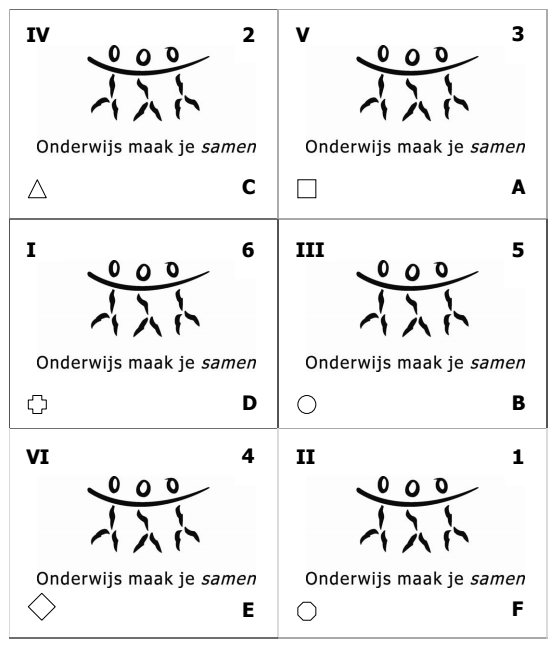 IV 2 V 3
Onderwijs maak je samen Onderwijs maak je samen
C A
I 6 III 5
Onderwijs maak je samen Onderwijs maak je samen
D B
VI 4 II 1
Onderwijs maak je samen Onderwijs maak je samen
E F